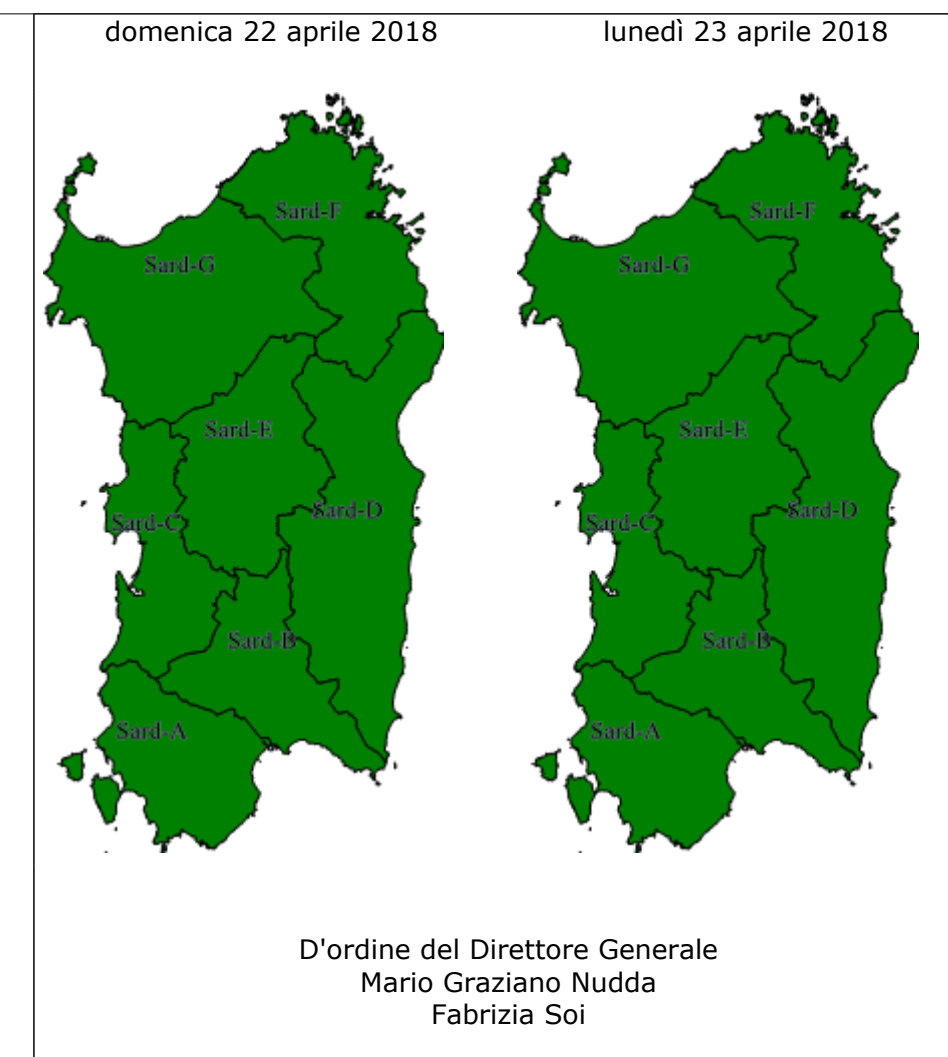 domenica 22 aprile 2018
lunedì 23 aprile 2018
Sard-F
Sard-G
Sard-E
Sard-D
Sard-C
Sard-B
Sard-A
Sard-F
Sard-G
Sard-E
Sard-D
Sard-C
Sard-B
Sard-A
D'ordine del Direttore Generale
Mario Graziano Nudda
Fabrizia Soi